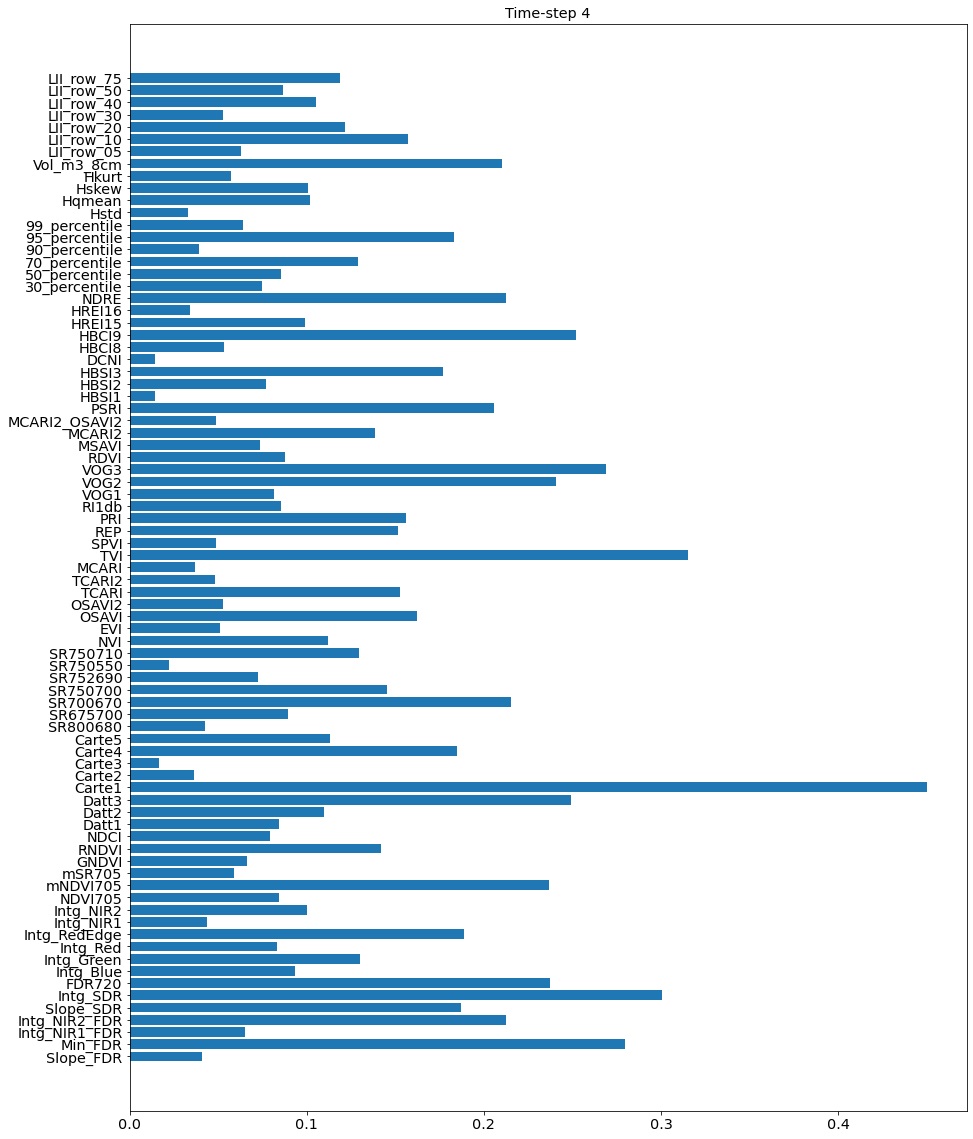 Time-step 4
LII_row_75
LII_row_50
LII_row_40
LII_row_30
LII_row_20
LII_row_10
LII_row_05
Vol_m3_8cm
Hkurt
Hskew
Hqmean
Hstd
99_percentile
95_percentile
90_percentile
70_percentile
50_percentile
30_percentile
NDRE
HREI16
HREI15
HBCI9
HBCI8
DCNI
HBSI3
HBSI2
HBSI1
PSRI
MCARI2_OSAVI2
MCARI2
MSAVI
RDVI
VOG3
VOG2
VOG1
RI1db
PRI
REP
SPVI
TVI
MCARI
TCARI2
TCARI
OSAVI2
OSAVI
EVI
NVI
SR750710
SR750550
SR752690
SR750700
SR700670
SR675700
SR800680
Carte5
Carte4
Carte3
Carte2
Carte1
Datt3
Datt2
Datt1
NDCI
RNDVI
GNDVI
mSR705
mNDVI705
NDVI705
Intg_NIR2
Intg_NIR1
Intg_RedEdge
Intg_Red
Intg_Green
Intg_Blue
FDR720
Intg_SDR
Slope_SDR
Intg_NIR2_FDR
Intg_NIR1_FDR
Min_FDR
Slope_FDR
0.0 0.1 0.2 0.3 0.4